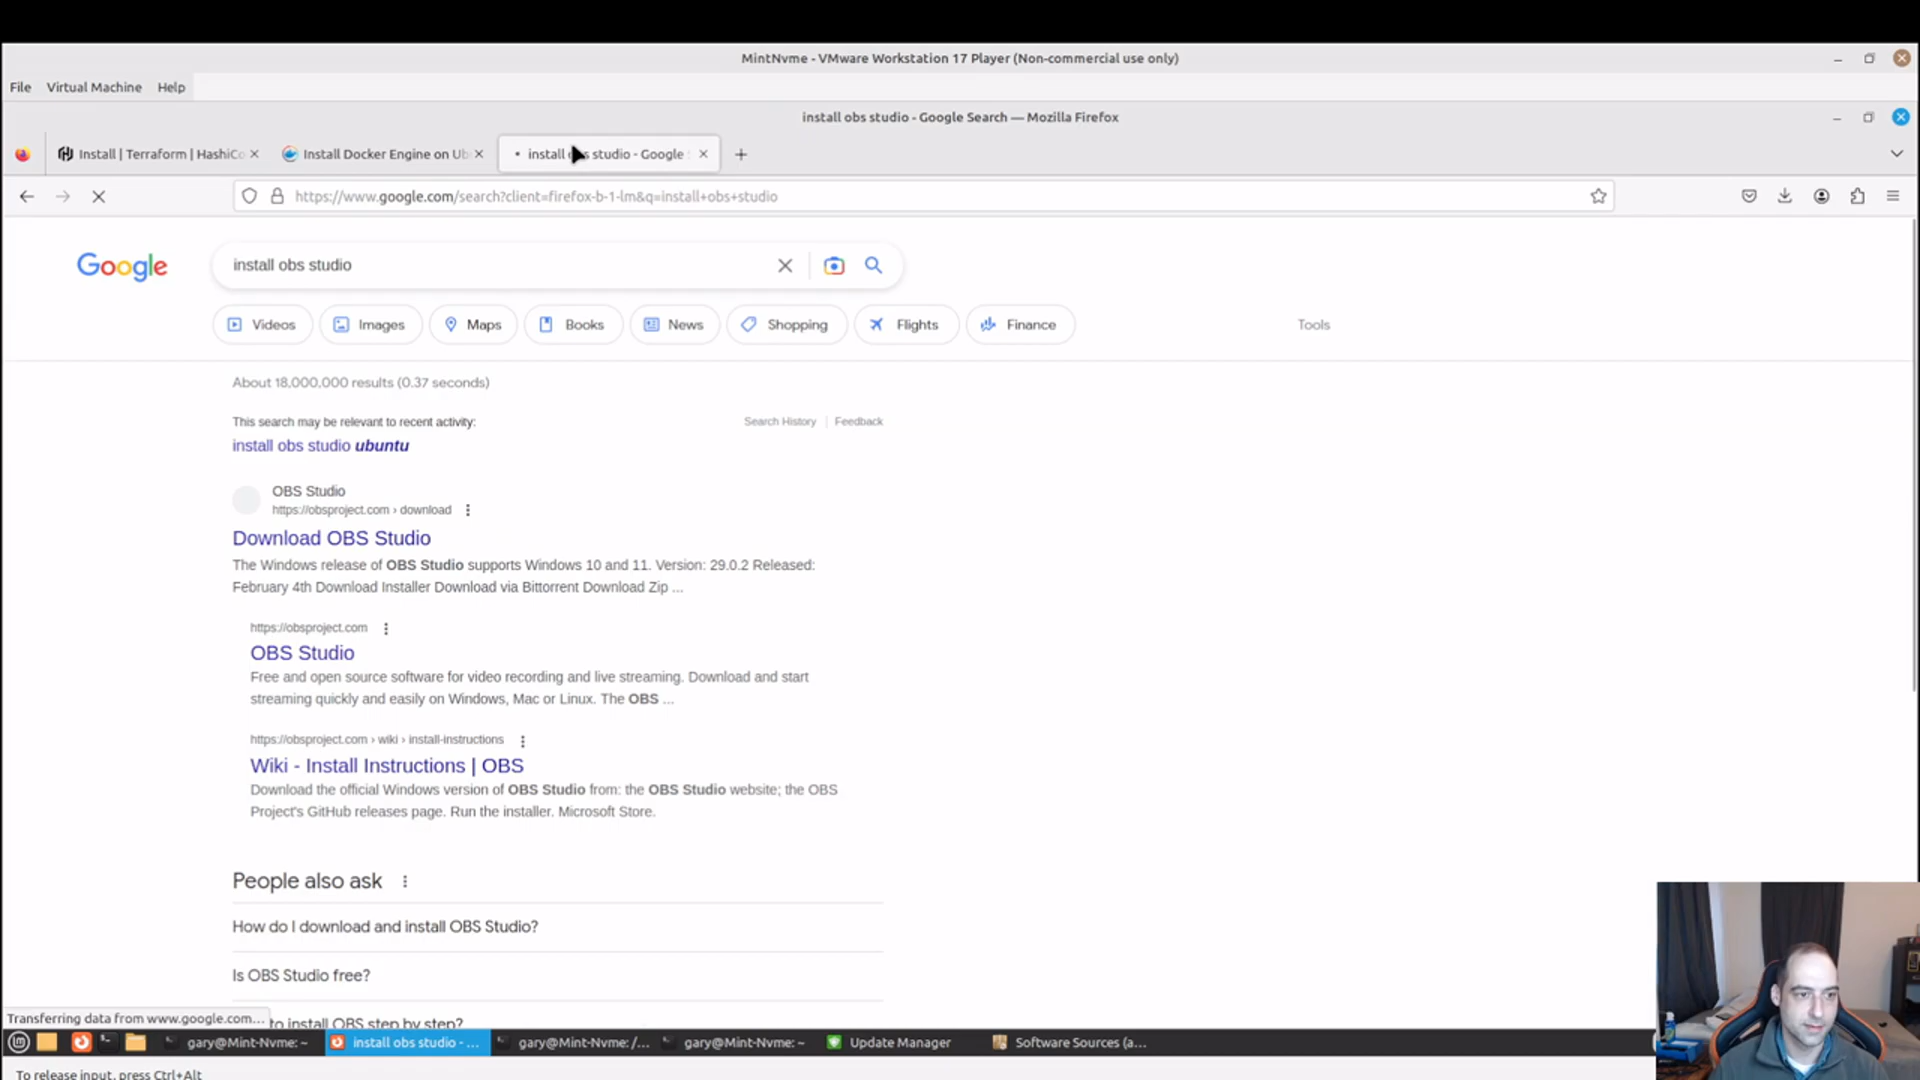 MintNvme - VMware Workstation 17 Player (Non-commercial use only)
File Virtual Machine Help
install obs studio - Google Search — Mozilla Firefox
Install | Terraform | HashiCo
Install Docker Engine on Ub
install obs studio - Google
https://www.google.com/search?client=firefox-b-1-lm&q=install+obs+studio
Google
install obs studio
Videos Images Maps Books News Shopping Flights Finance Tools
About 18,000,000 results (0.37 seconds)
This search may be relevant to recent activity: Search History | Feedback
install obs studio ubuntu
OBS Studio
https://obsproject.com › download
Download OBS Studio
The Windows release of OBS Studio supports Windows 10 and 11. Version: 29.0.2 Released:
February 4th Download Installer Download via Bittorrent Download Zip ...
https://obsproject.com
OBS Studio
Free and open source software for video recording and live streaming. Download and start
streaming quickly and easily on Windows, Mac or Linux. The OBS ...
https://obsproject.com › wiki › install-instructions
Wiki - Install Instructions | OBS
Download the official Windows version of OBS Studio from: the OBS Studio website; the OBS
Project's GitHub releases page. Run the installer. Microsoft Store.
People also ask
How do I download and install OBS Studio?
Is OBS Studio free?
to install OBS step by step?
Transferring data from www.google.com...
gary@Mint-Nvme: ~ install obs studio - ... gary@Mint-Nvme: /... gary@Mint-Nvme: ~ Update Manager Software Sources (a...
To release input, press Ctrl+Alt